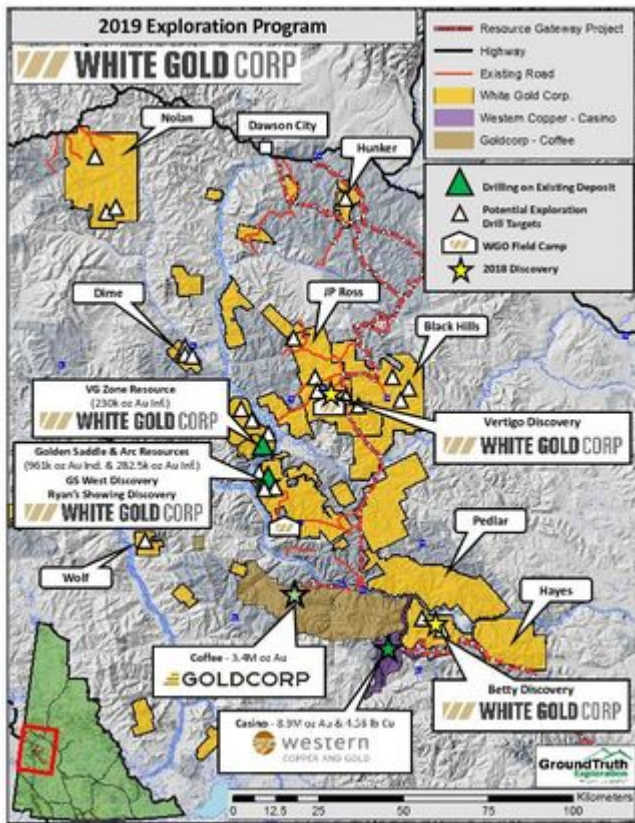 2019 Exploration Program
WHITE GOLD CORP
Resource Gateway Project
Highway
Existing Road
White Gold Corp.
Western Copper - Casino
Goldcorp - Coffee
Drilling on Existing Deposit
Potential Exploration
Drill Targets
WGO Field Camp
2018 Discovery
Nolan
Dawson City
Hunker
Dime
JP Ross
Black Hills
VG Zone Resource
(230k oz Au Inf.)
WHITE GOLD CORP
Vertigo Discovery
WHITE GOLD CORP
Golden Saddle & Arc Resources
(961k oz Au Ind. & 282.5k oz Au Inf.)
GS West Discovery
Ryan's Showing Discovery
WHITE GOLD CORP
Pedlar
Wolf
Hayes
Coffee - 3.4M oz Au
GOLDCORP
Betty Discovery
WHITE GOLD CORP
Casino - 8.9M oz Au &
western
COPPER AND GOLD
GroundTruth
Exploration
Kilometers
0 12.5 25 50 75 100